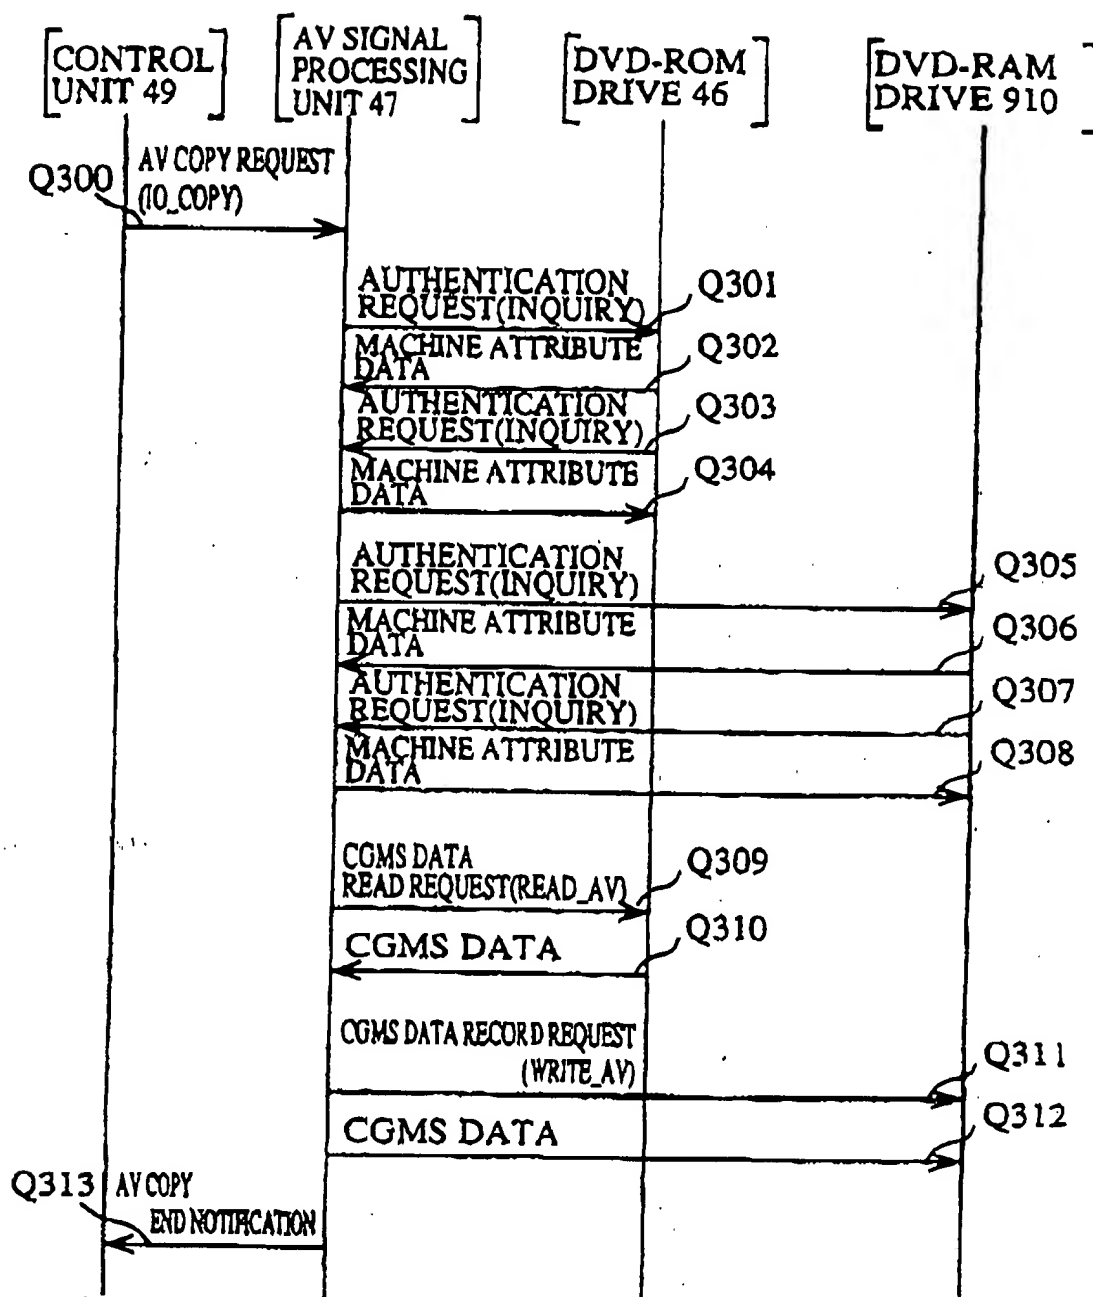 CONTROL
UNIT 49
AV SIGNAL
PROCESSING
UNIT 47
DVD-ROM
DRIVE 46
DVD-RAM
DRIVE 910
Q300
AV COPY REQUEST
(IO_COPY)
AUTHENTICATION
REQUEST(INQUIRY)
Q301
MACHINE ATTRIBUTE
DATA
Q302
AUTHENTICATION
REQUEST(INQUIRY)
Q303
MACHINE ATTRIBUTE
DATA
Q304
AUTHENTICATION
REQUEST(INQUIRY)
Q305
MACHINE ATTRIBUTE
DATA
Q306
AUTHENTICATION
REQUEST(INQUIRY)
Q307
MACHINE ATTRIBUTE
DATA
Q308
CGMS DATA
READ REQUEST(READ_AV)
Q309
CGMS DATA
Q310
CGMS DATA RECORD REQUEST
(WRITE_AV)
Q311
CGMS DATA
Q312
Q313
AV COPY
END NOTIFICATION